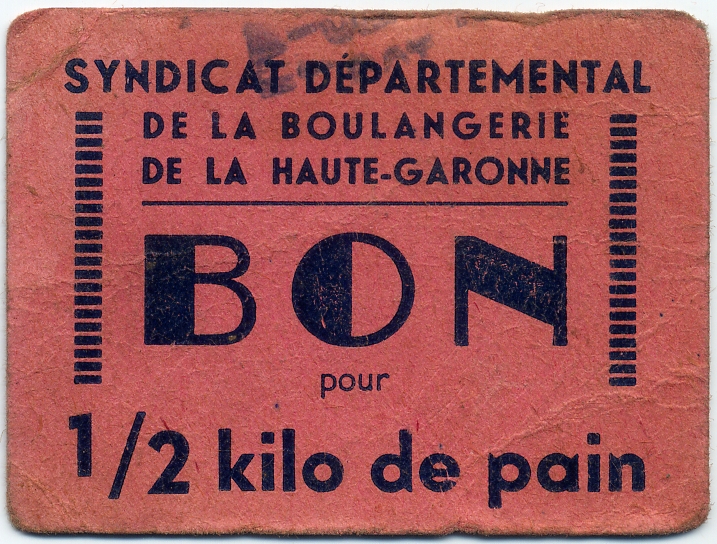 SYNDICAT DÉPARTEMENTAL
DE LA BOULANGERIE
DE LA HAUTE-GARONNE
BON
pour
1/2 kilo de pain